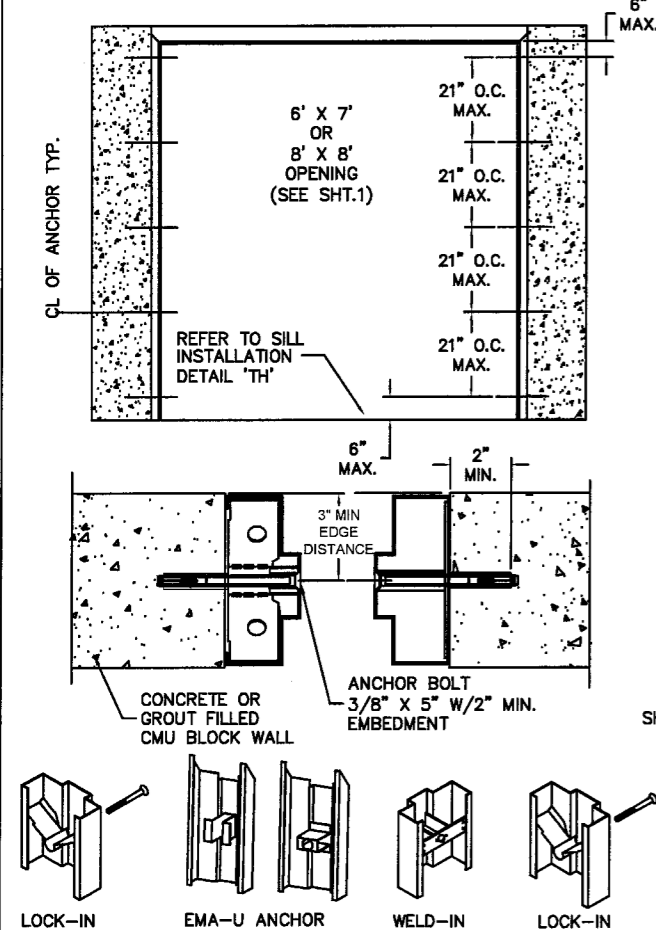 6"
MAX.
21" O.C.
MAX.
6' X 7'
OR
8' X 8'
OPENING
(SEE SHT.1)
21" O.C.
MAX.
CL OF ANCHOR TYP.
21" O.C.
MAX.
21" O.C.
MAX.
REFER TO SILL
INSTALLATION
DETAIL 'TH'
6"
MAX.
2"
MIN.
3" MIN
EDGE
DISTANCE
ANCHOR BOLT
3/8" X 5" W/2" MIN.
EMBEDMENT
CONCRETE OR
GROUT FILLED
CMU BLOCK WALL
LOCK-IN
EMA-U ANCHOR
WELD-IN
LOCK-IN